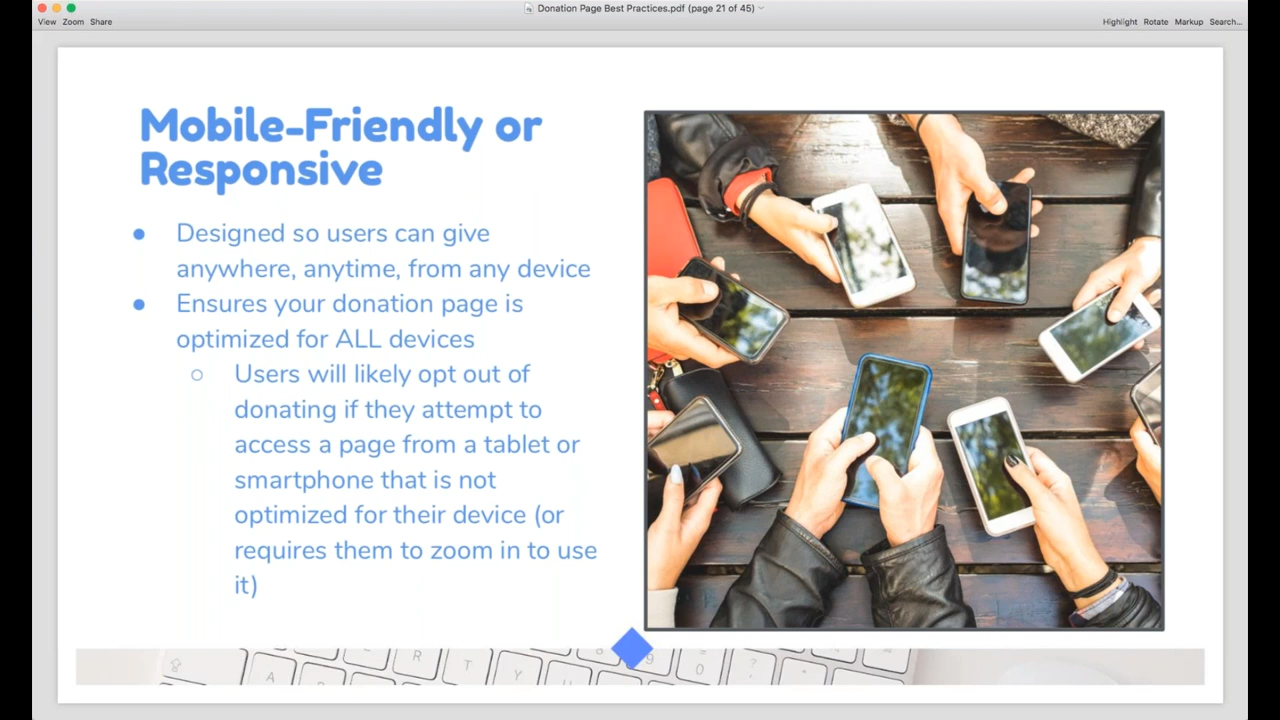 Donation Page Best Practices.pdf (page 21 of 45)
View Zoom Share
Highlight Rotate Markup Search...
Mobile-Friendly or
Responsive
● Designed so users can give
anywhere, anytime, from any device
● Ensures your donation page is
optimized for ALL devices
○ Users will likely opt out of
donating if they attempt to
access a page from a tablet or
smartphone that is not
optimized for their device (or
requires them to zoom in to use
it)
R T 9 0 ?
A Y U